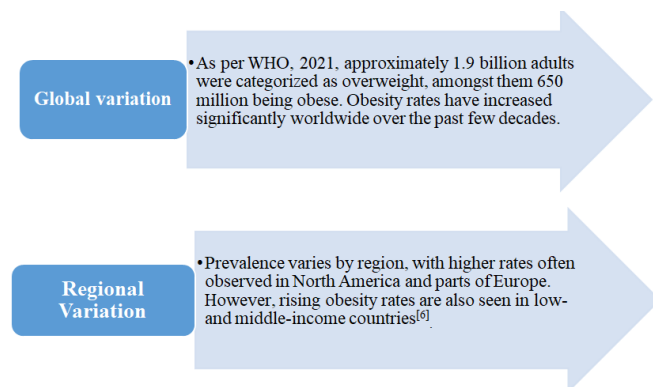 Global variation
•As per WHO, 2021, approximately 1.9 billion adults
were categorized as overweight, amongst them 650
million being obese. Obesity rates have increased
significantly worldwide over the past few decades.
Regional
Variation
•Prevalence varies by region, with higher rates often
observed in North America and parts of Europe.
However, rising obesity rates are also seen in low-
and middle-income countries[6].